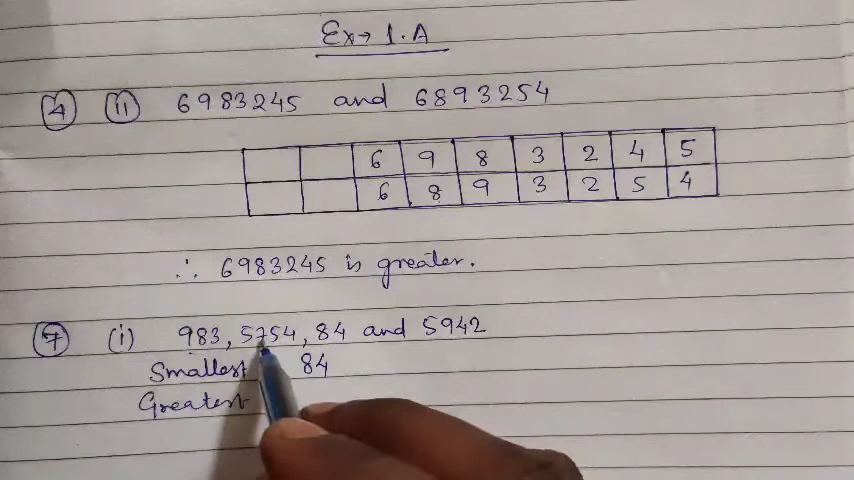 Ex→ 1.A
4 (ii) 6983245 and 6893254
6 9 8 3 2 4 5
6 8 9 3 2 5 4
∴ 6983245 is greater.
7 (i) 983, 5754, 84 and 5942
Smallest 84
Greatest